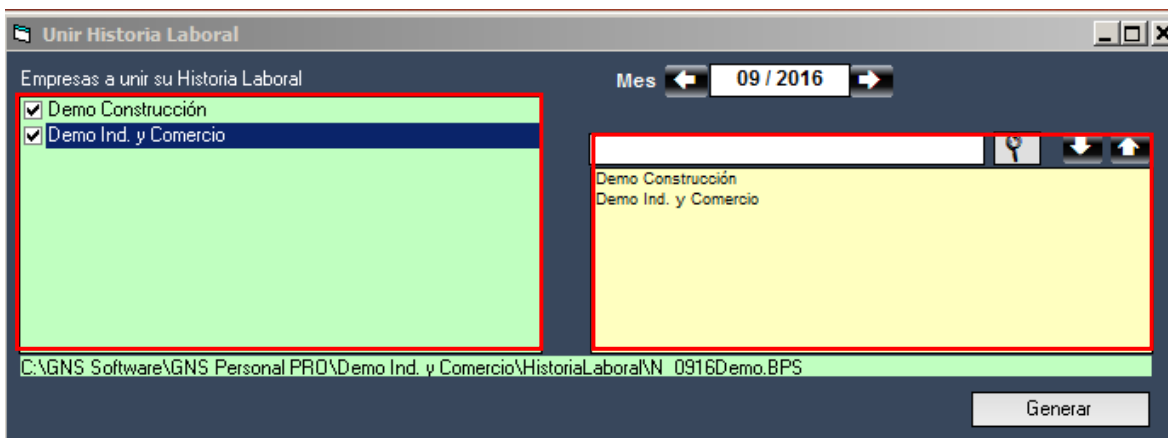 Unir Historia Laboral
Empresas a unir su Historia Laboral
Mes 09 / 2016
Demo Construcción
Demo Ind. y Comercio
Demo Construcción
Demo Ind. y Comercio
C:\GNS Software\GNS Personal PRO\Demo Ind. y Comercio\HistoriaLaboral\N 0916Demo.BPS
Generar